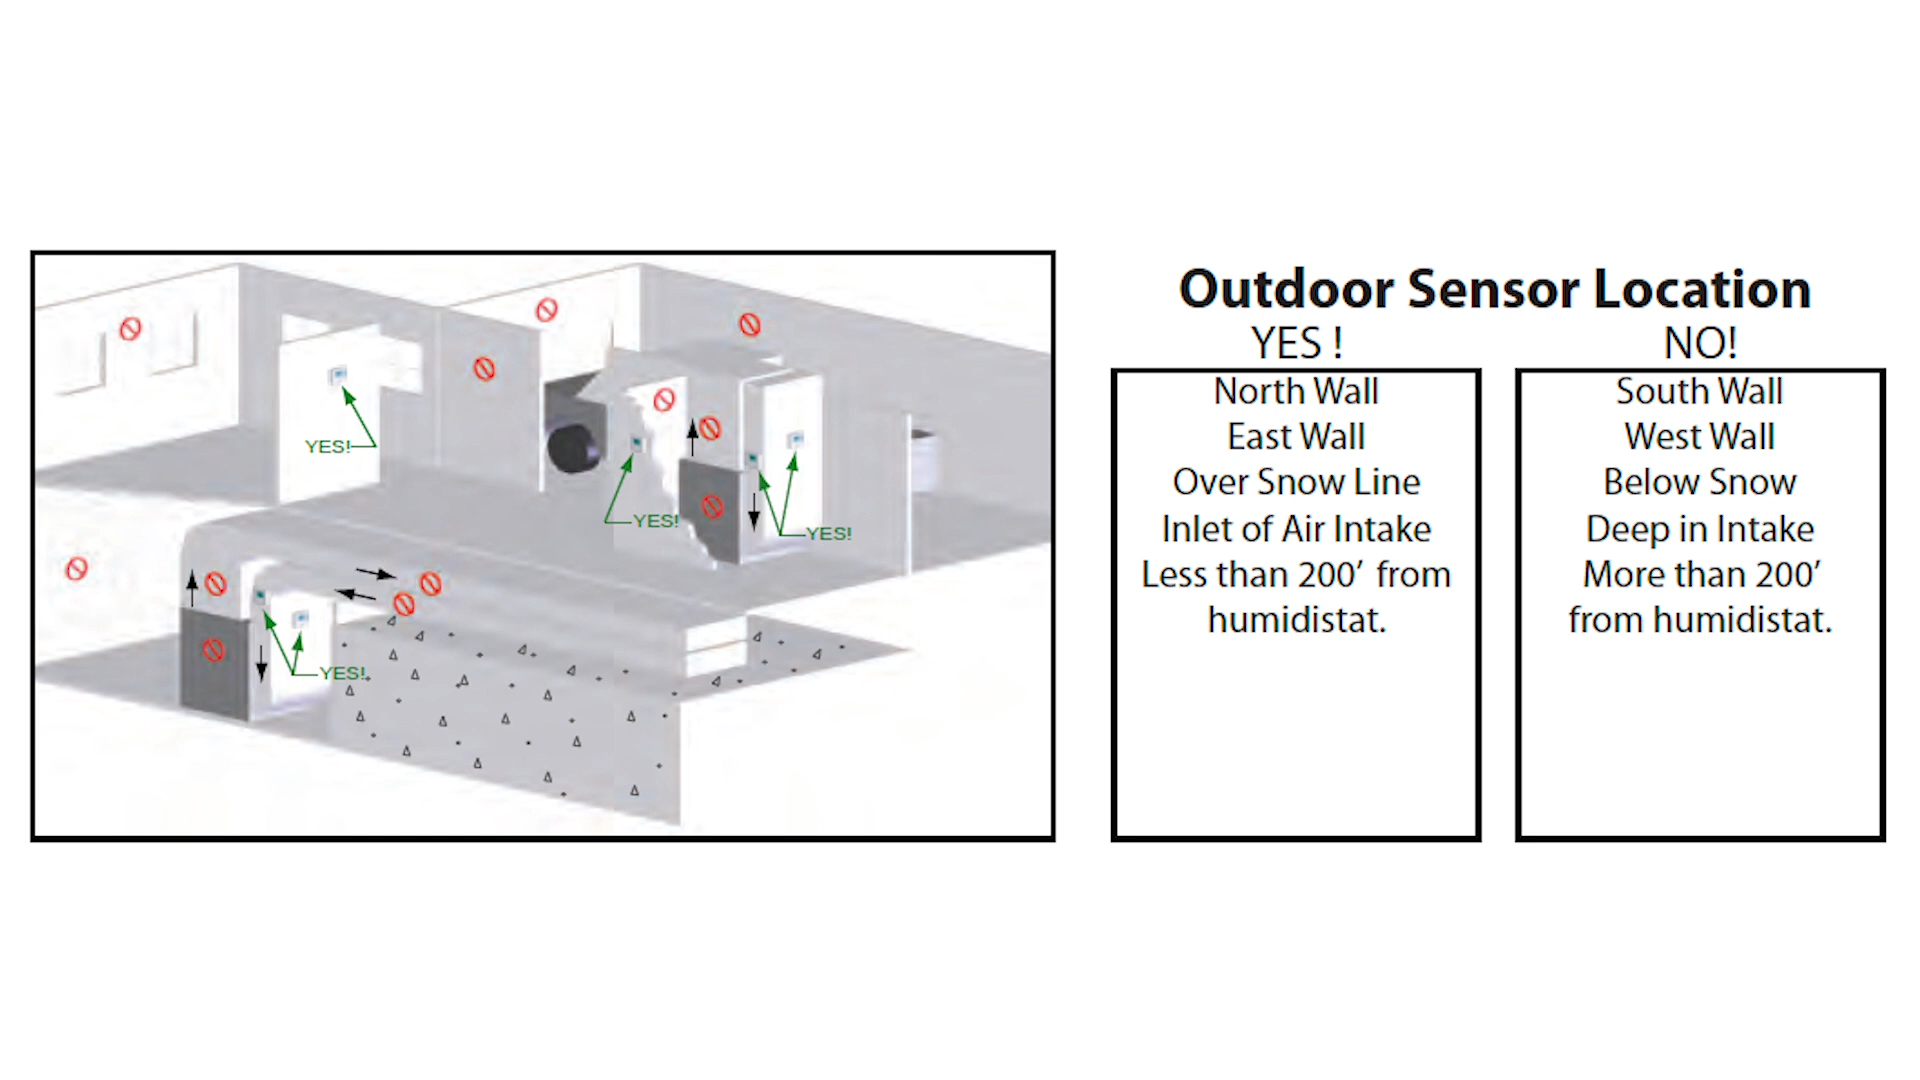 YES!
YES!
YES!
YES!
Outdoor Sensor Location
YES !
North Wall
East Wall
Over Snow Line
Inlet of Air Intake
Less than 200’ from
humidistat.
NO!
South Wall
West Wall
Below Snow
Deep in Intake
More than 200’
from humidistat.